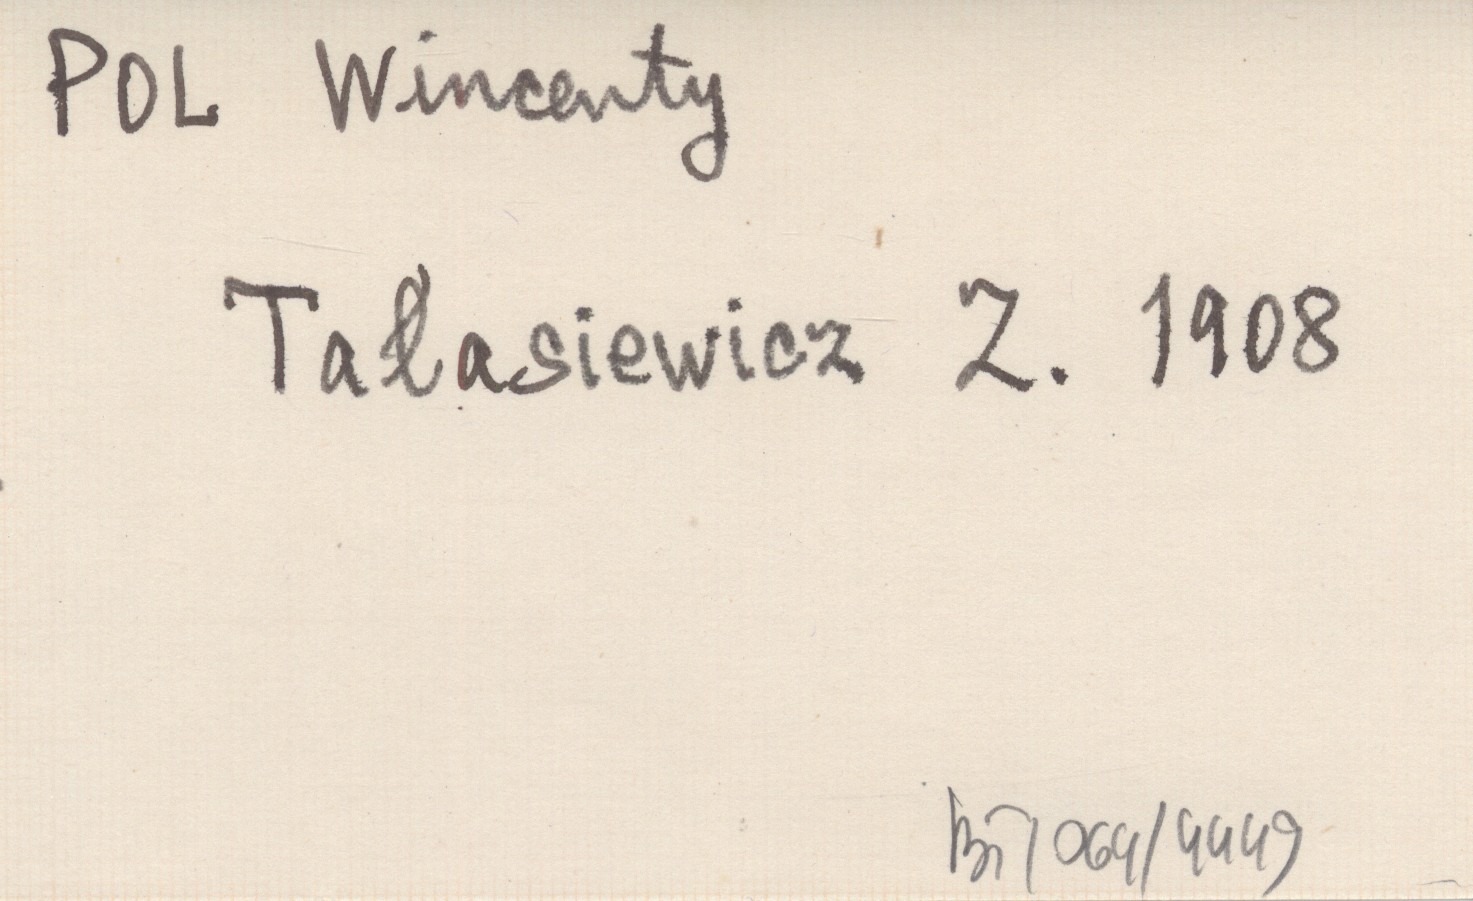 POL Wincenty
Tałasiewicz Z. 1908